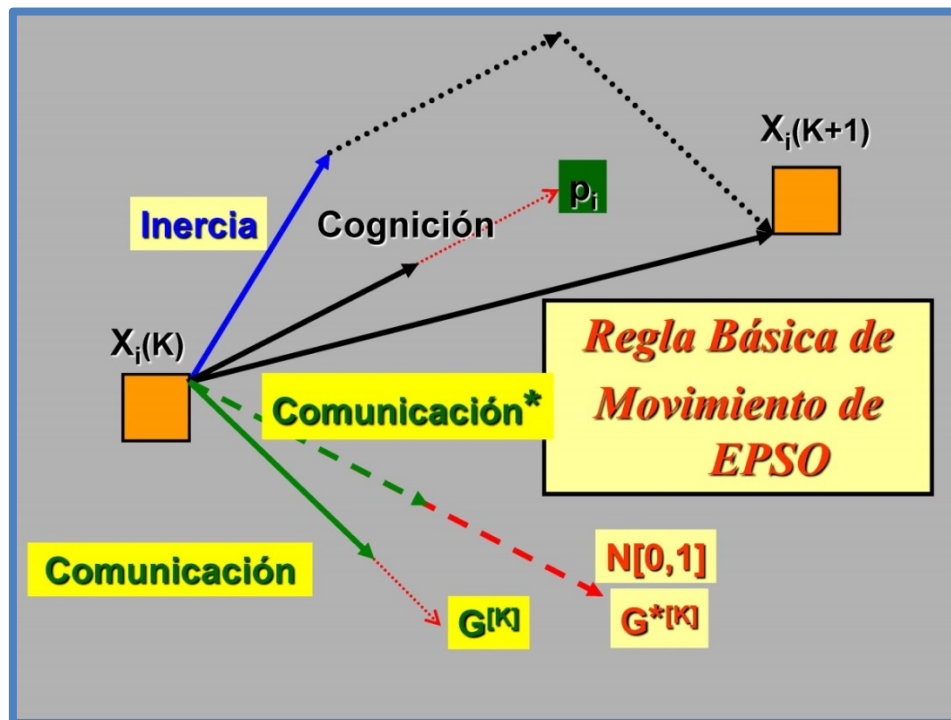 Xᵢ(K+1)
pᵢ
Inercia
Cognición
Xᵢ(K)
Regla Básica de
Movimiento de
EPSO
Comunicación*
Comunicación
N[0,1]
G[K]
G*[K]